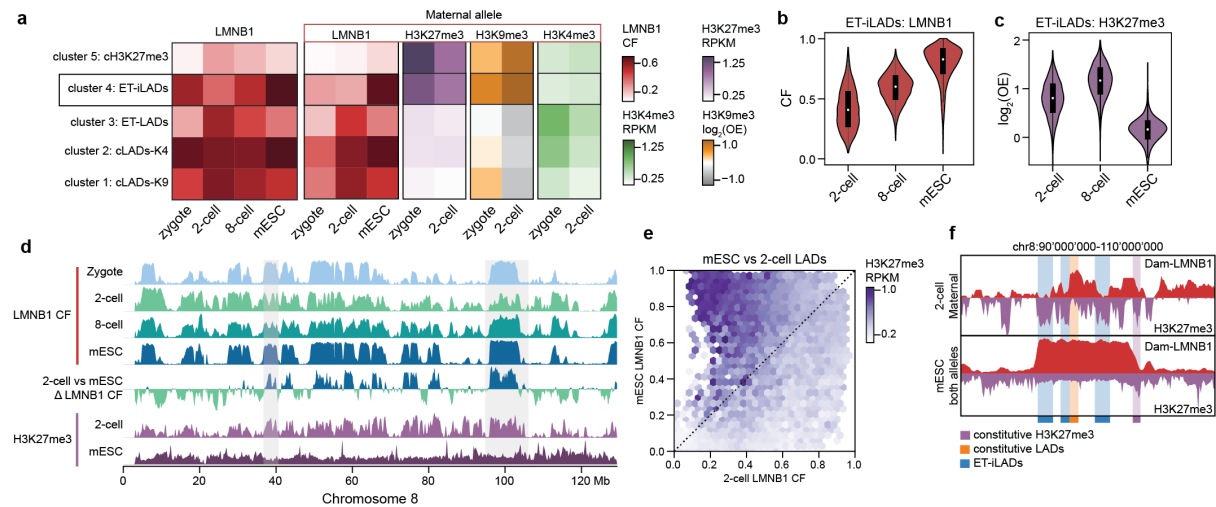 a
Maternal allele
LMNB1
LMNB1
H3K27me3
H3K9me3
H3K4me3
cluster 5: cH3K27me3
cluster 4: ET-iLADs
cluster 3: ET-LADs
cluster 2: cLADs-K4
cluster 1: cLADs-K9
zygote
2-cell
8-cell
mESC
zygote
2-cell
mESC
zygote
2-cell
zygote
2-cell
zygote
2-cell
LMNB1
CF
0.6
0.2
H3K27me3
RPKM
1.25
0.25
H3K4me3
RPKM
1.25
0.25
H3K9me3
log2(OE)
1.0
−1.0
b
ET-iLADs: LMNB1
CF
1.0
0.5
0.0
2-cell
8-cell
mESC
c
ET-iLADs: H3K27me3
log2(OE)
2
1
0
2-cell
8-cell
mESC
d
LMNB1 CF
Zygote
2-cell
8-cell
mESC
2-cell vs mESC
Δ LMNB1 CF
H3K27me3
2-cell
mESC
0
20
40
60
80
100
120 Mb
Chromosome 8
e
mESC vs 2-cell LADs
mESC LMNB1 CF
1.0
0.8
0.6
0.4
0.2
0.0
0.0
0.2
0.4
0.6
0.8
1.0
2-cell LMNB1 CF
H3K27me3
RPKM
1.0
0.2
f
chr8:90'000'000-110'000'000
2-cell
Maternal
Dam-LMNB1
H3K27me3
mESC
both alleles
Dam-LMNB1
H3K27me3
constitutive H3K27me3
constitutive LADs
ET-iLADs